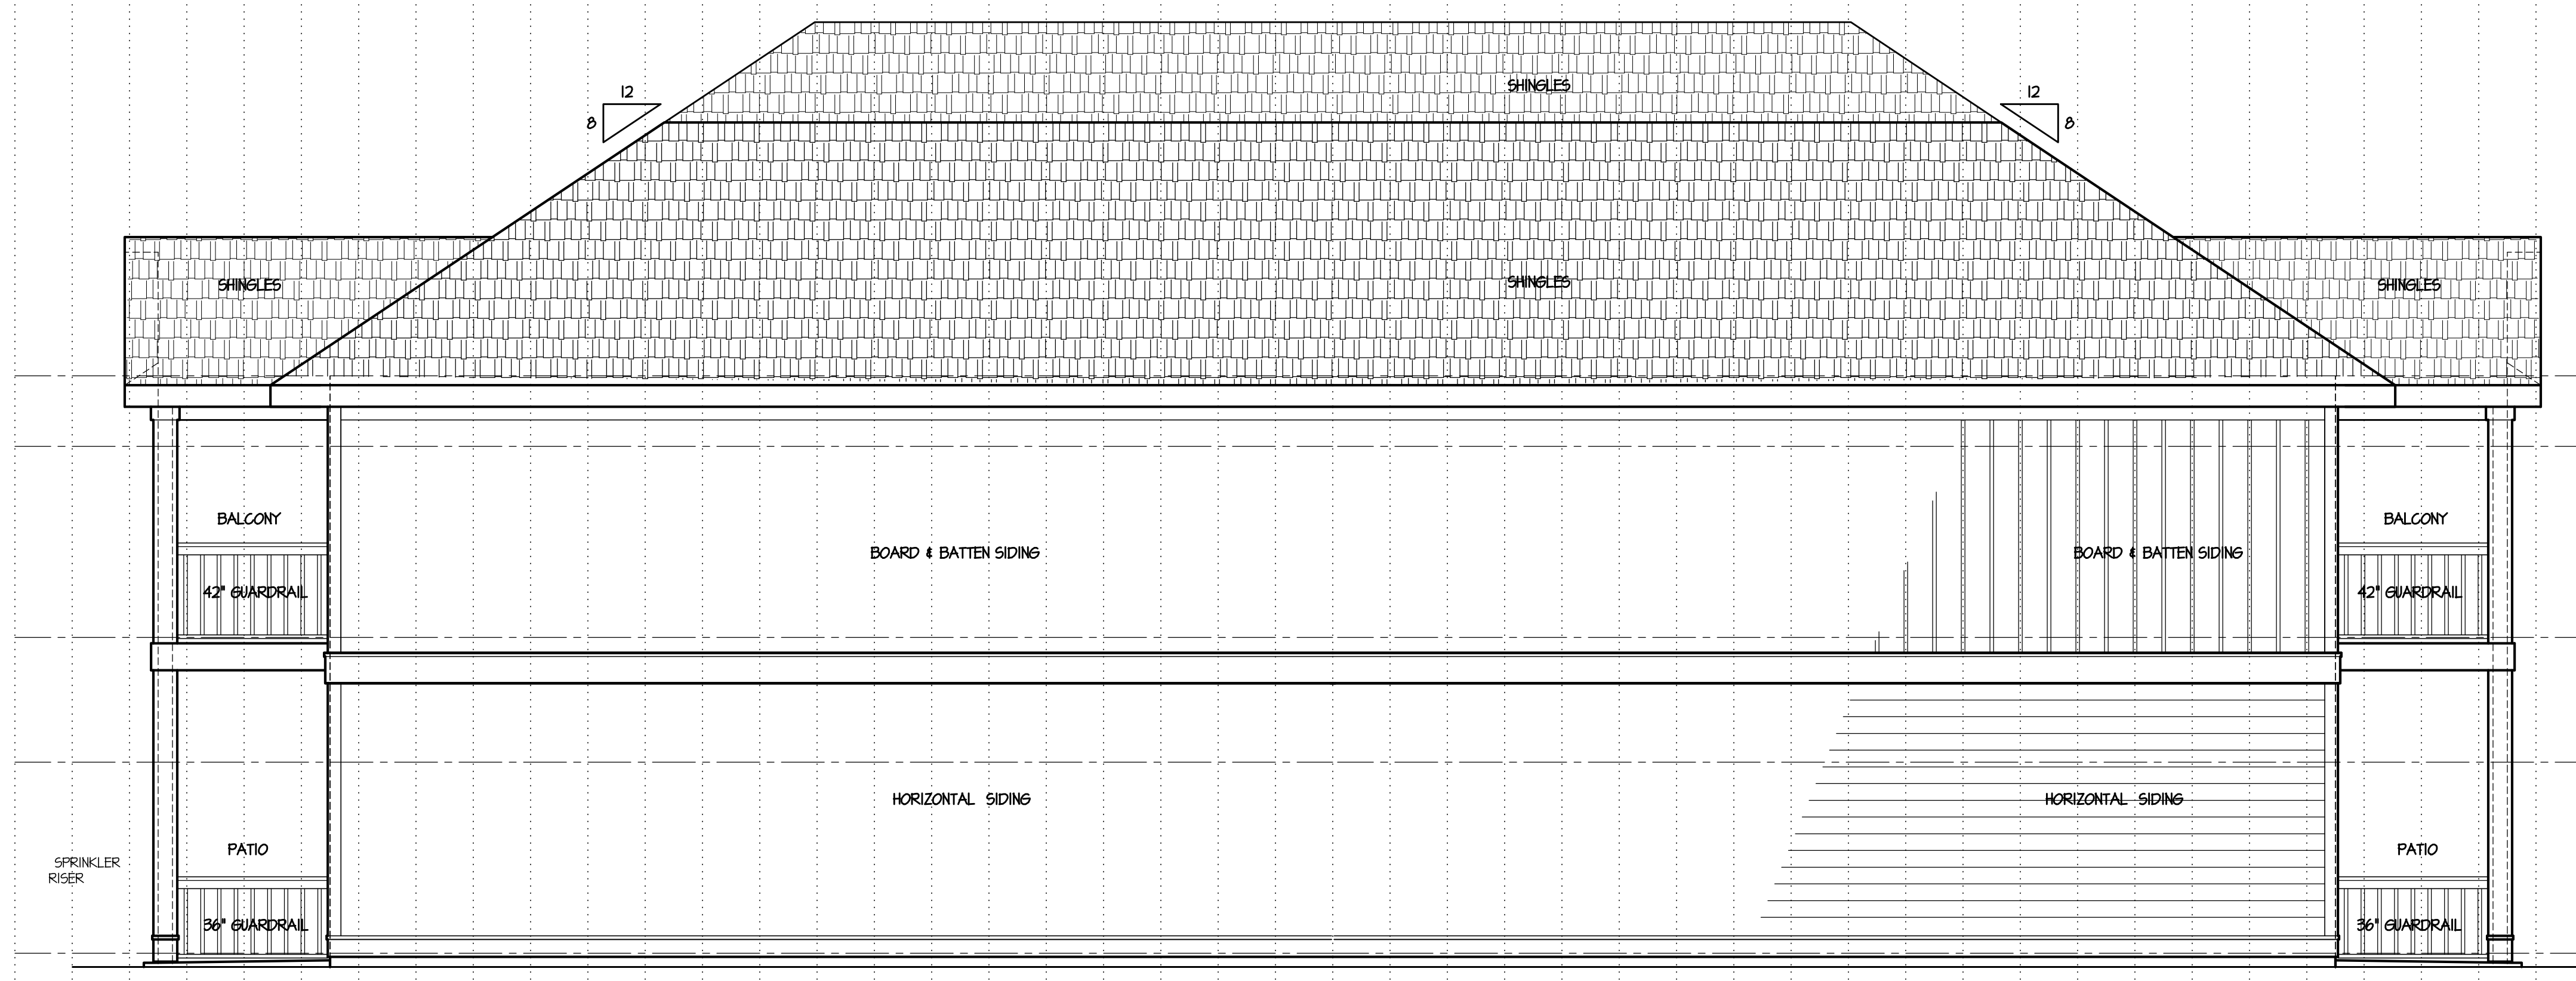 SHINGLES
12
12
8
8
SHINGLES
SHINGLES
SHINGLES
BALCONY
BALCONY
BOARD & BATTEN SIDING
BOARD & BATTEN SIDING
42" GUARDRAIL
42" GUARDRAIL
HORIZONTAL SIDING
HORIZONTAL SIDING
PATIO
PATIO
SPRINKLER
RISER
36" GUARDRAIL
36" GUARDRAIL